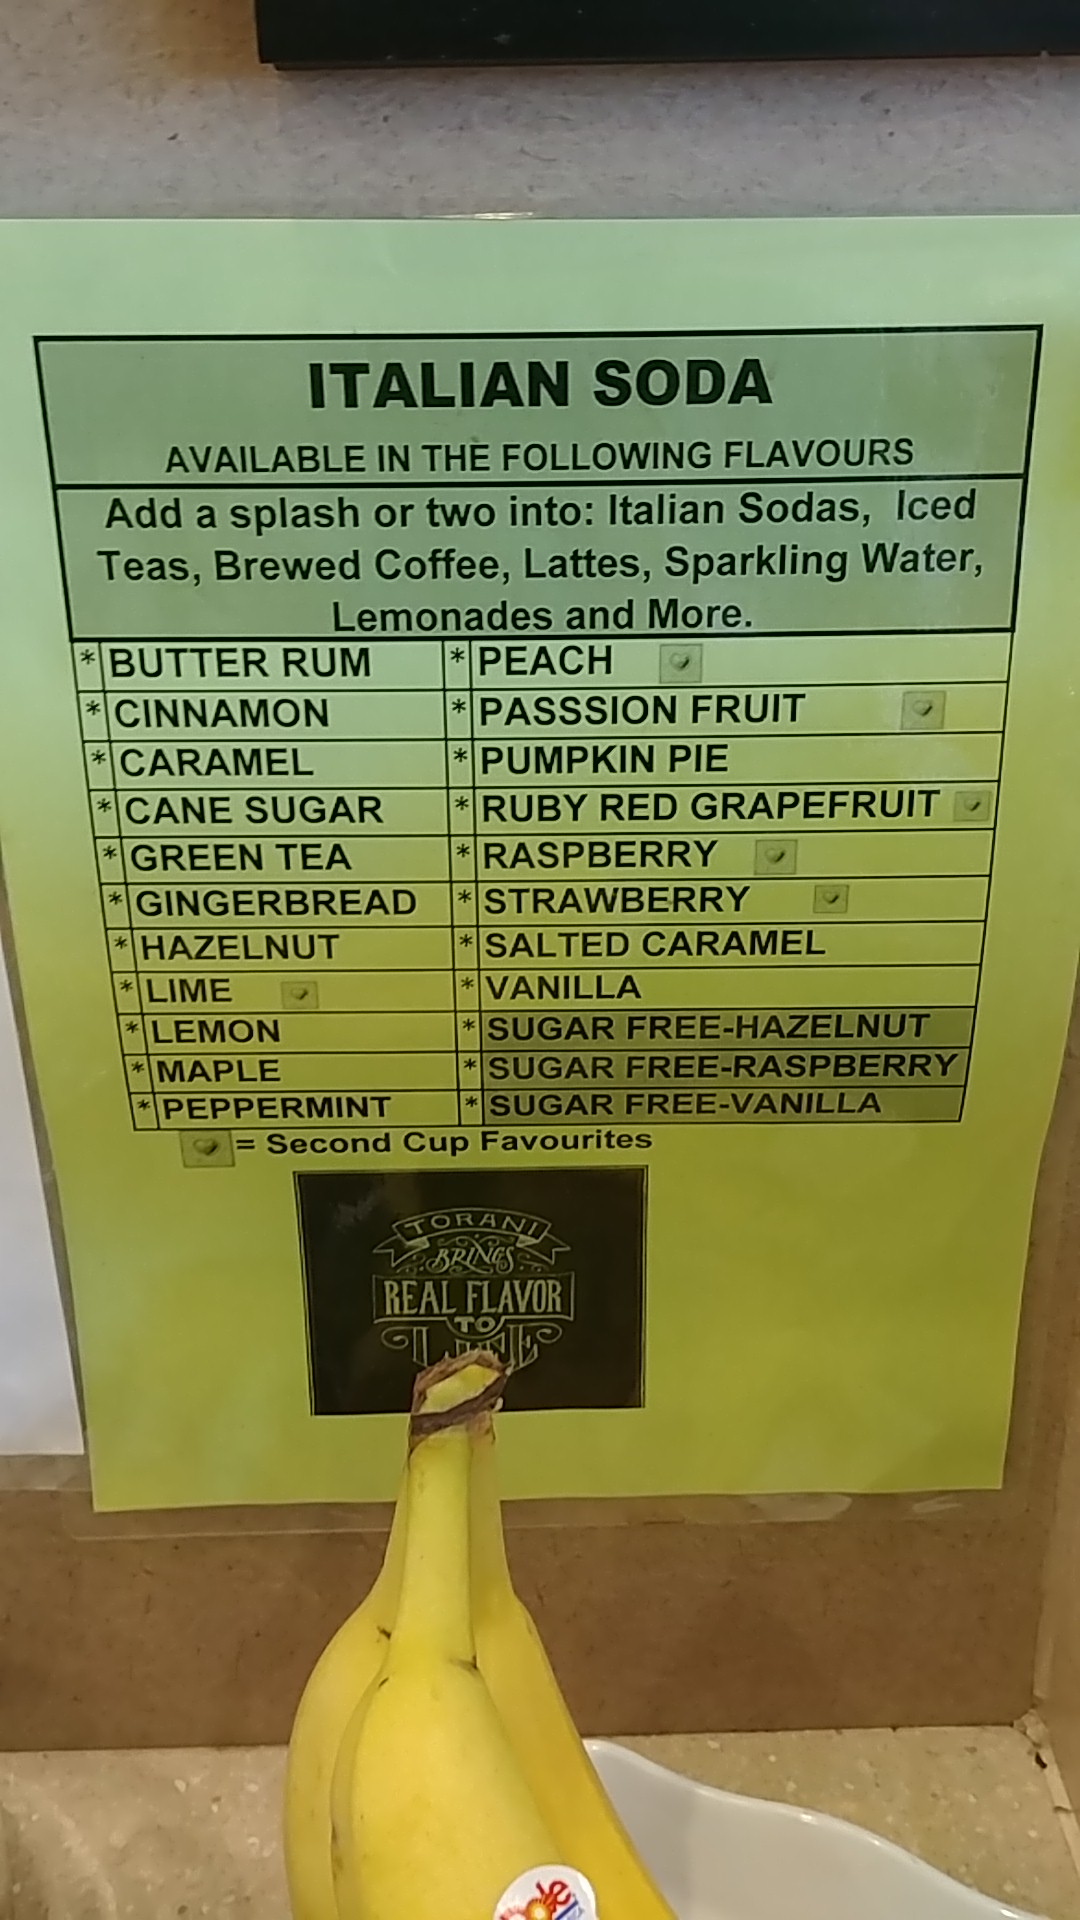 ITALIAN SODA
AVAILABLE IN THE FOLLOWING FLAVOURS
Add a splash or two into: Italian Sodas, Iced
Teas, Brewed Coffee, Lattes, Sparkling Water,
Lemonades and More.
* BUTTER RUM * PEACH
* CINNAMON * PASSSION FRUIT
* CARAMEL * PUMPKIN PIE
* CANE SUGAR * RUBY RED GRAPEFRUIT
* GREEN TEA * RASPBERRY
* GINGERBREAD * STRAWBERRY
* HAZELNUT * SALTED CARAMEL
* LIME * VANILLA
* LEMON * SUGAR FREE-HAZELNUT
* MAPLE * SUGAR FREE-RASPBERRY
* PEPPERMINT * SUGAR FREE-VANILLA
= Second Cup Favourites
TORANI
BRINGS
REAL FLAVOR
TO
Dole